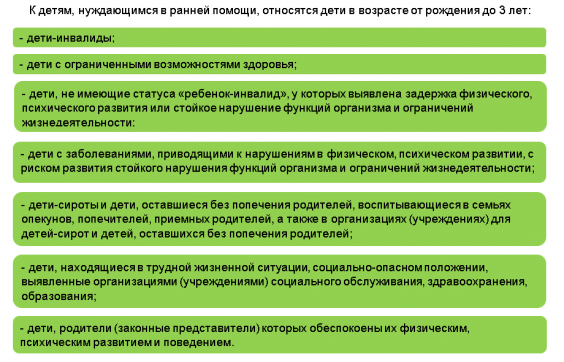 К детям, нуждающимся в ранней помощи, относятся дети в возрасте от рождения до 3 лет:
- дети-инвалиды;
- дети с ограниченными возможностями здоровья;
- дети, не имеющие статуса «ребенок-инвалид», у которых выявлена задержка физического,
психического развития или стойкое нарушение функций организма и ограничений
жизнедеятельности;
- дети с заболеваниями, приводящими к нарушениям в физическом, психическом развитии, с
риском развития стойкого нарушения функций организма и ограничений жизнедеятельности;
- дети-сироты и дети, оставшиеся без попечения родителей, воспитывающиеся в семьях
опекунов, попечителей, приемных родителей, а также в организациях (учреждениях) для
детей-сирот и детей, оставшихся без попечения родителей;
- дети, находящиеся в трудной жизненной ситуации, социально-опасном положении,
выявленные организациями (учреждениями) социального обслуживания, здравоохранения,
образования;
- дети, родители (законные представители) которых обеспокоены их физическим,
психическим развитием и поведением.